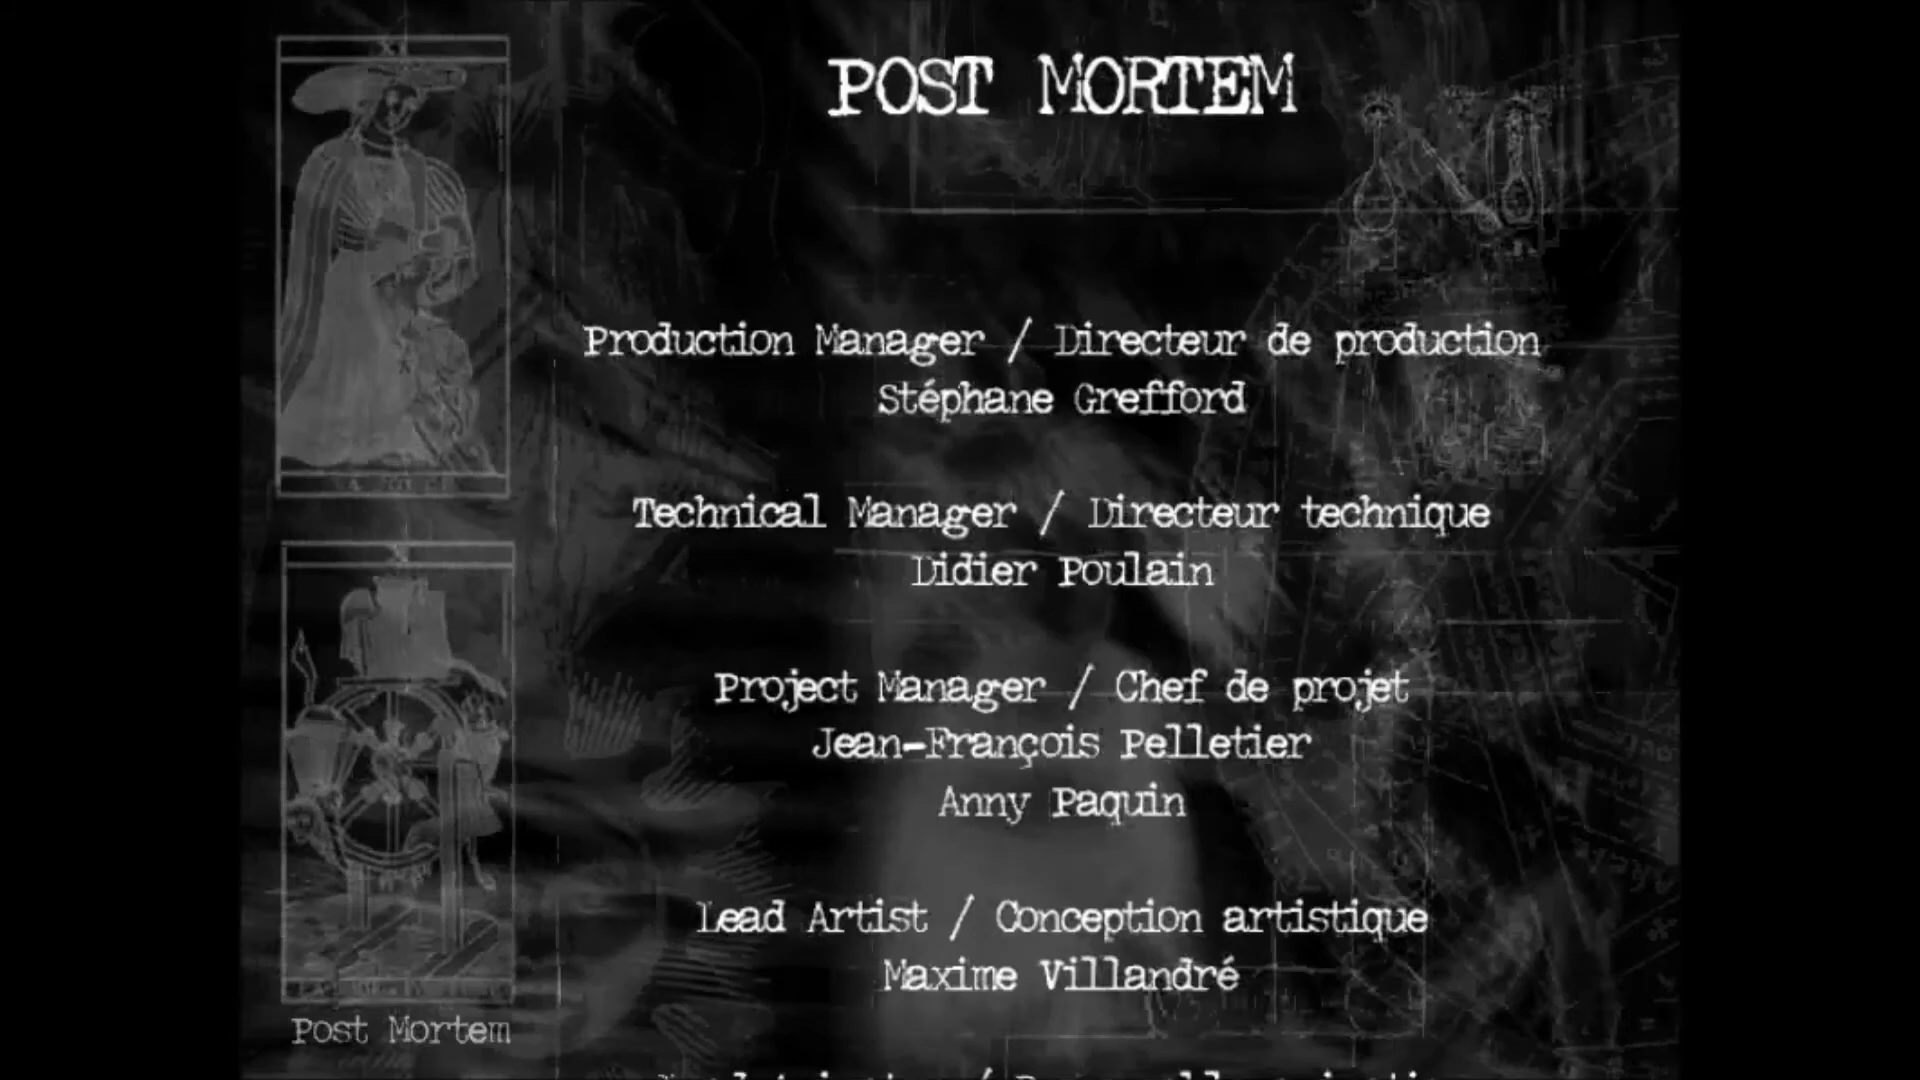 POST MORTEM
Production Manager / Directeur de production
Stéphane Grefford
Technical Manager / Directeur technique
Didier Poulain
Project Manager / Chef de projet
Jean-François Pelletier
Anny Paquin
Lead Artist / Conception artistique
Maxime Villandré
Post Mortem